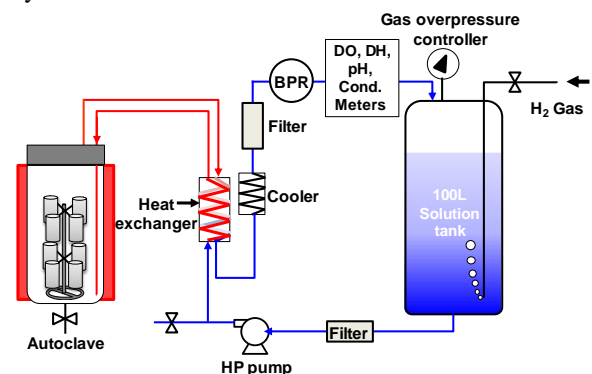 Gas overpressure
controller
DO, DH,
pH,
Cond.
Meters
BPR
H2 Gas
Filter
Heat
exchanger
Cooler
100L
Solution
tank
Autoclave
Filter
HP pump